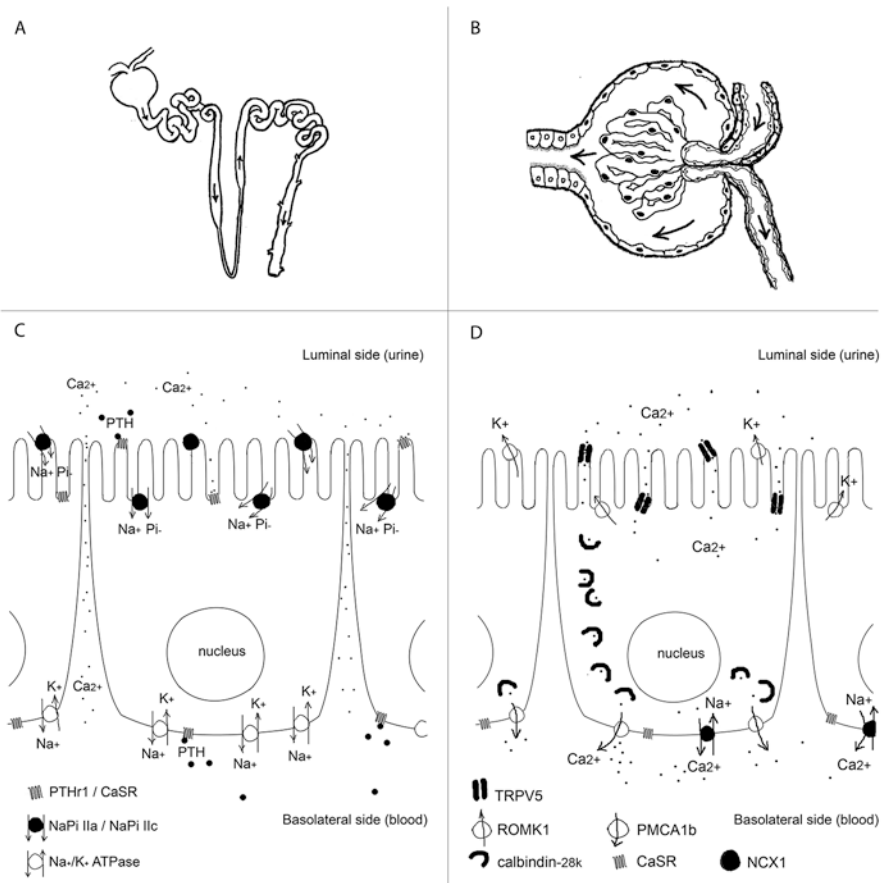 A
B
C
Luminal side (urine)
Ca2+
Ca2+
PTH
Na+ Pi-
Na+ Pi-
Na+ Pi-
Na+ Pi-
nucleus
Ca2+
K+
Na+
K+
Na+
PTH
K+
Na+
K+
Na+
PTHr1 / CaSR
NaPi IIa / NaPi IIc
Na+/K+ ATPase
Basolateral side (blood)
D
Luminal side (urine)
Ca2+
K+
K+
K+
Ca2+
nucleus
Na+
Ca2+
Ca2+
Na+
Ca2+
TRPV5
Basolateral side (blood)
ROMK1
PMCA1b
calbindin-28k
CaSR
NCX1